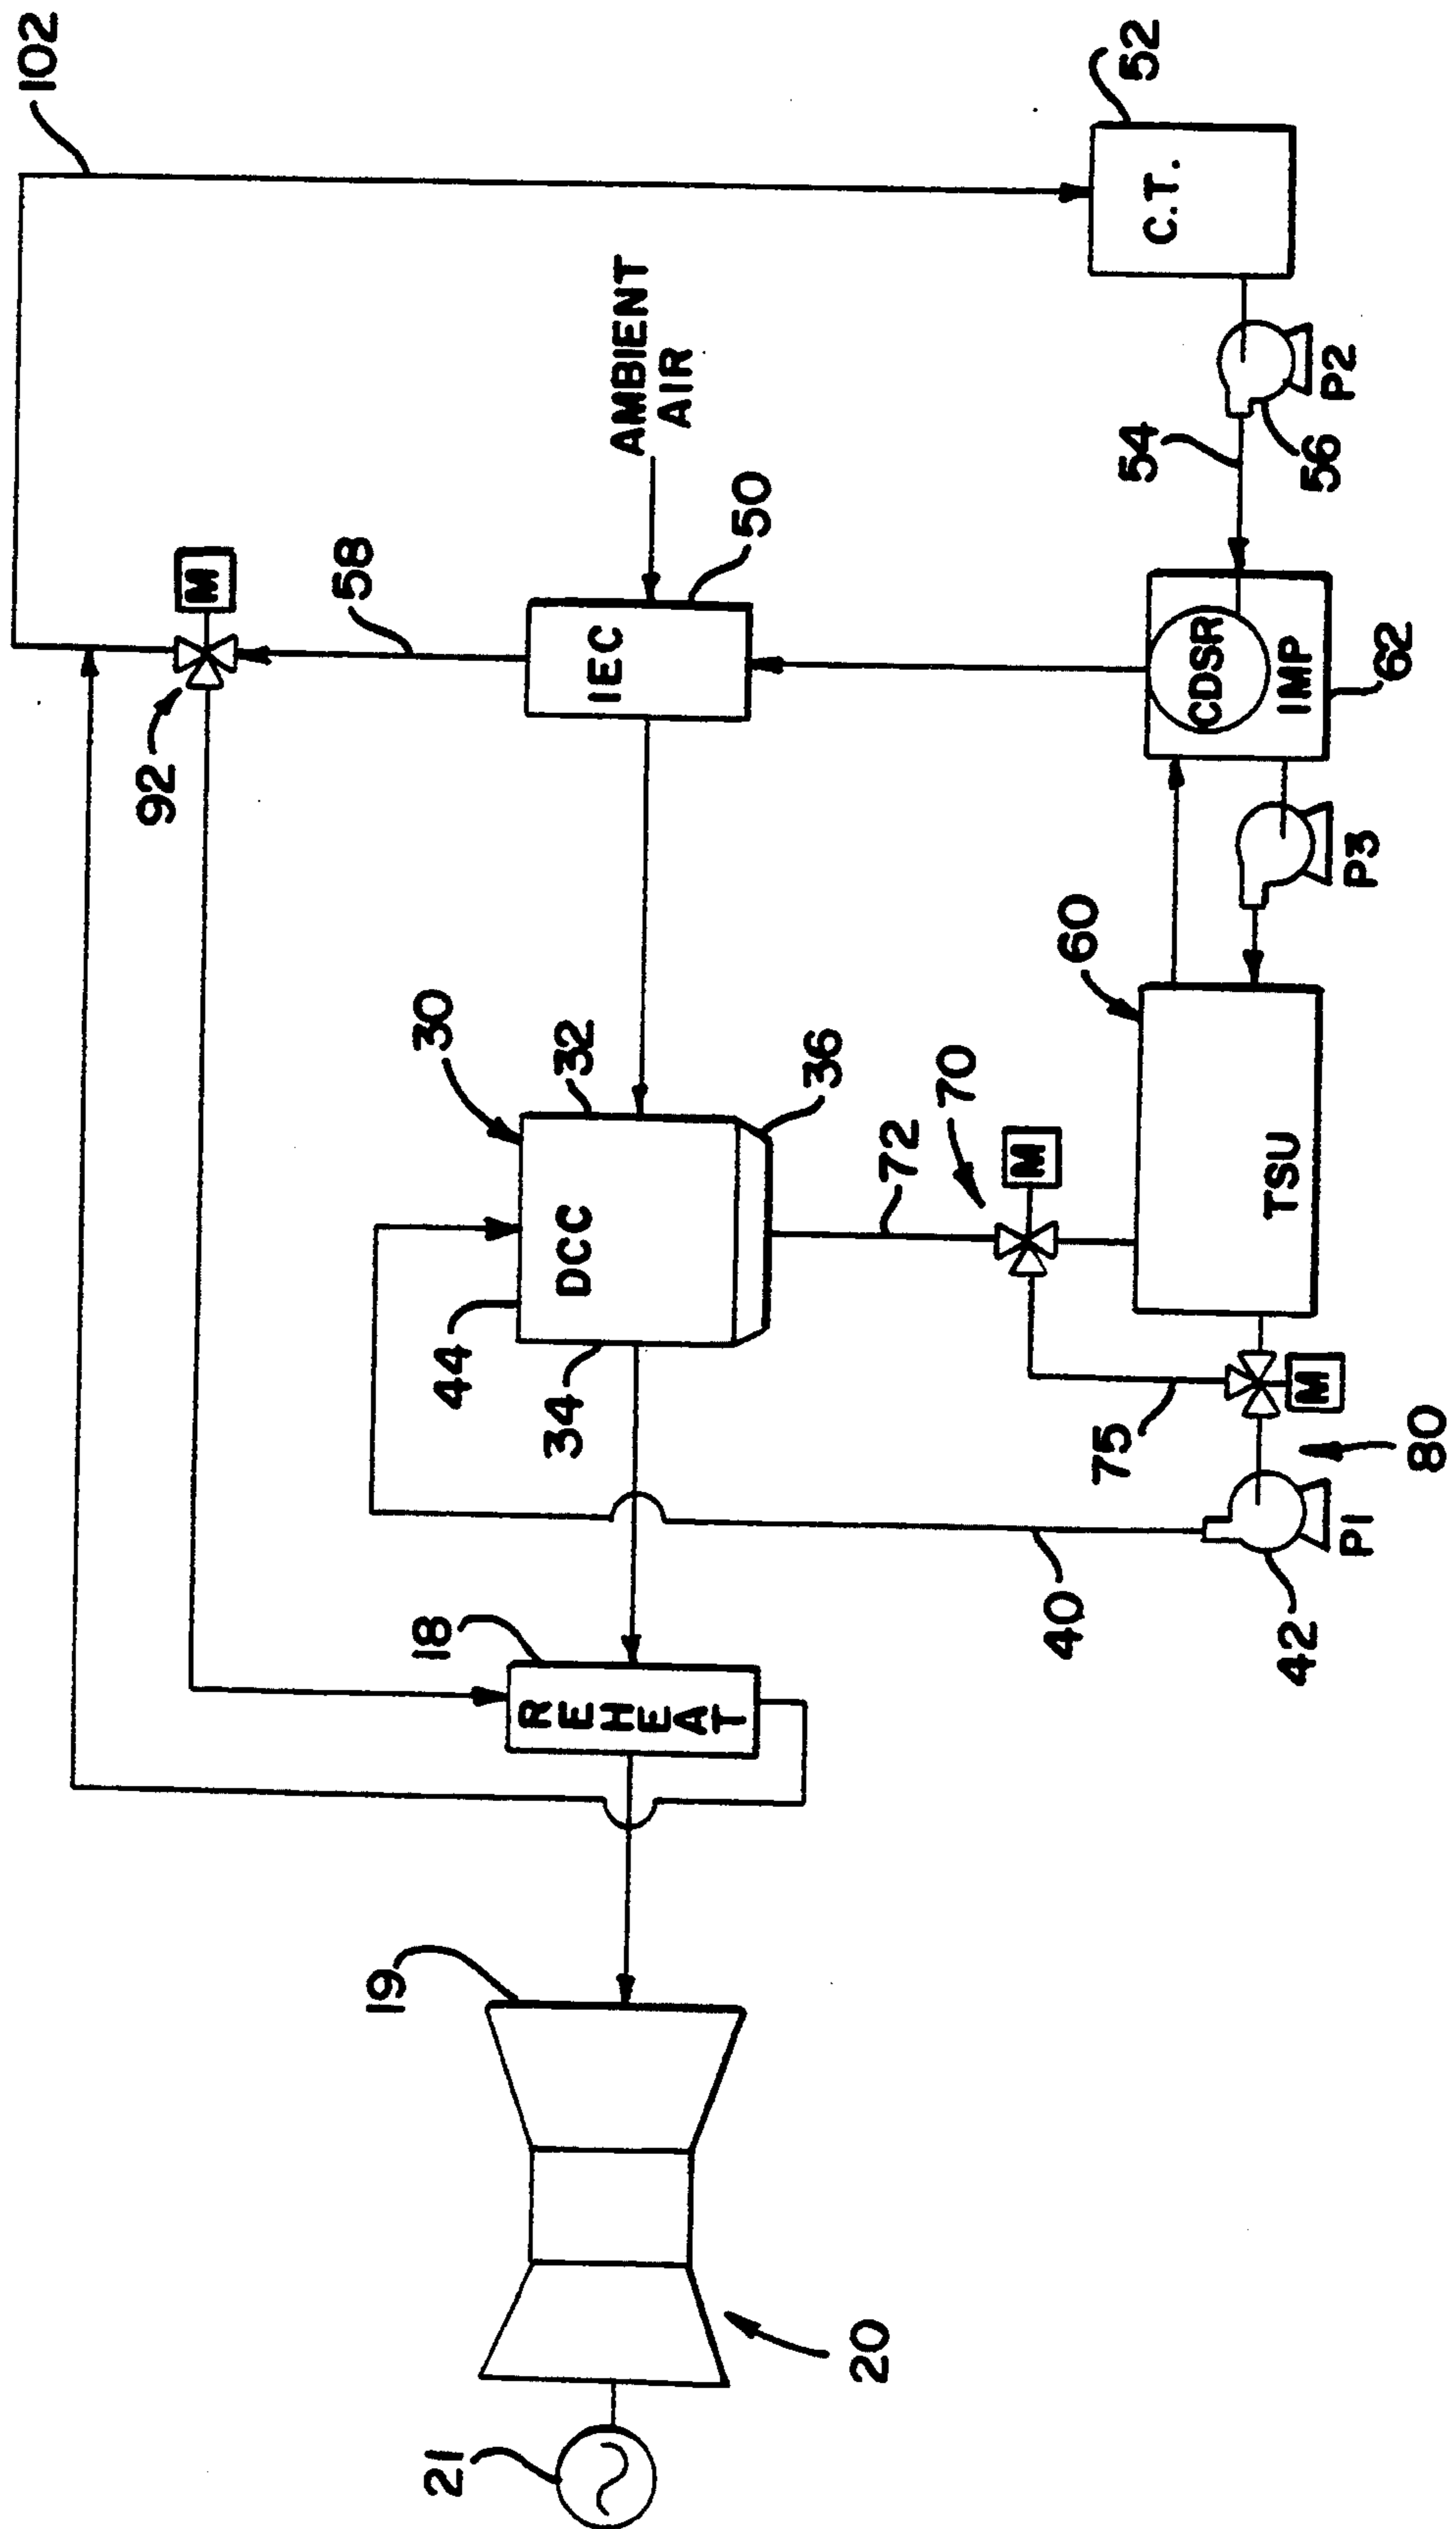 102
52
C.T.
AMBIENT
AIR
P2
56
54
M
58
50
IEC
92
CDSR
IMP
62
P3
60
30
32
36
DCC
70
72
M
TSU
44
34
75
M
80
P1
42
40
18
REHEAT
19
20
21